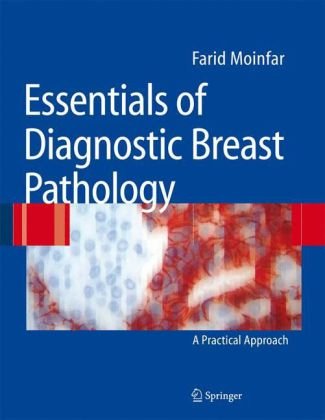 Farid Moinfar
Essentials of
Diagnostic Breast
Pathology
A Practical Approach
Springer